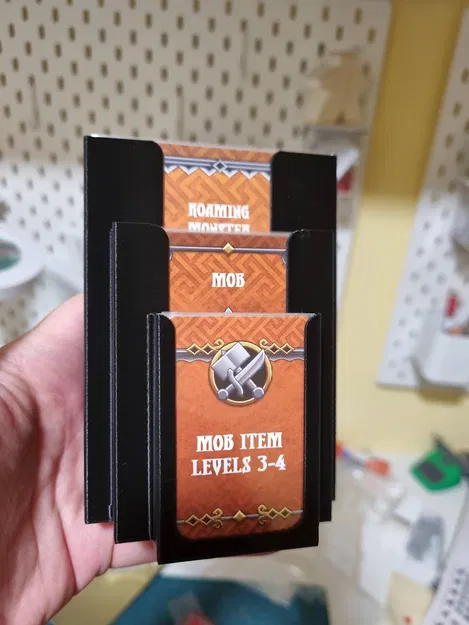 ROAMING
MONSTER
MOB
MOB ITEM
LEVELS 3-4